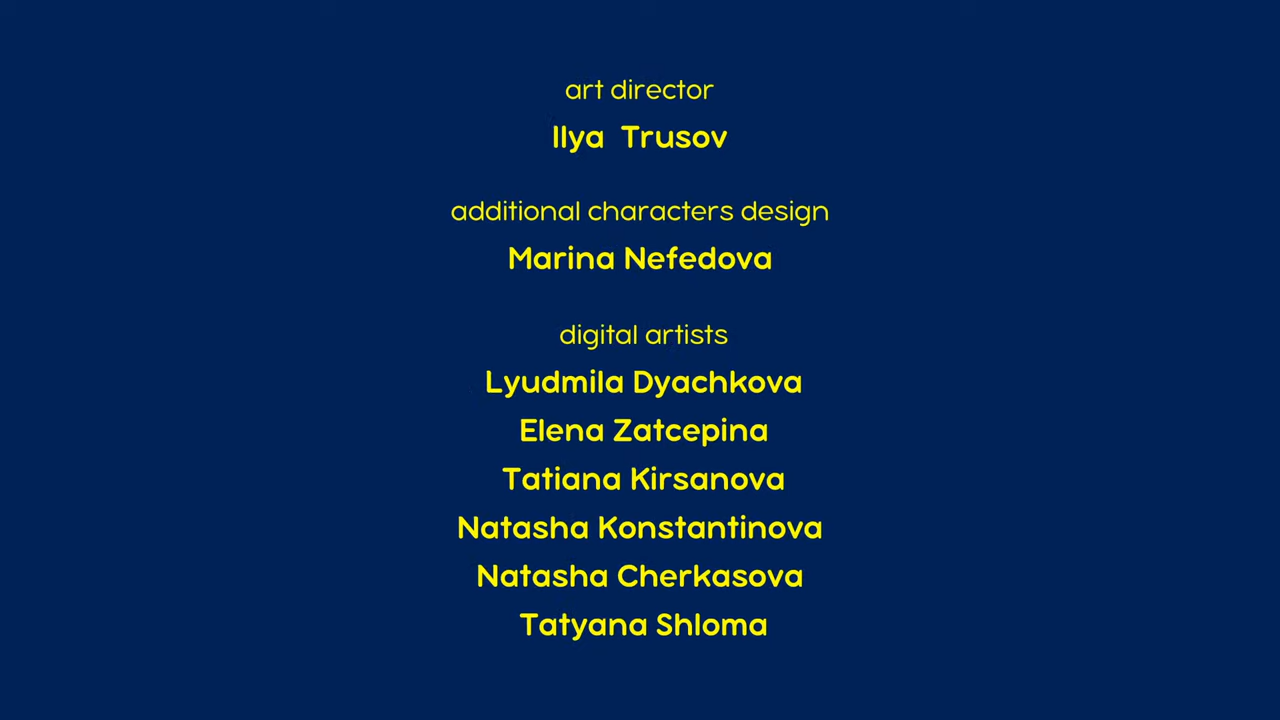 art director
Ilya Trusov
additional characters design
Marina Nefedova
digital artists
Lyudmila Dyachkova
Elena Zatcepina
Tatiana Kirsanova
Natasha Konstantinova
Natasha Cherkasova
Tatyana Shloma